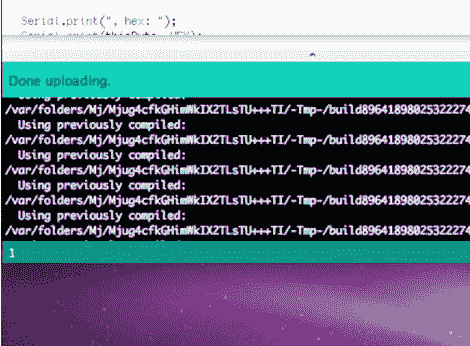 Serial.print(", hex: ");
Serial.print(thisByte, HEX);
Done uploading.
Using previously compiled:
/var/folders/Mj/Mjug4cfkGHimWkIX2TLsTU+++TI/-Tmp-/build89641898025322274
Using previously compiled:
/var/folders/Mj/Mjug4cfkGHimWkIX2TLsTU+++TI/-Tmp-/build89641898025322274
Using previously compiled:
/var/folders/Mj/Mjug4cfkGHimWkIX2TLsTU+++TI/-Tmp-/build89641898025322274
Using previously compiled:
/var/folders/Mj/Mjug4cfkGHimWkIX2TLsTU+++TI/-Tmp-/build89641898025322274
Using previously compiled:
/var/folders/Mj/Mjug4cfkGHimWkIX2TLsTU+++TI/-Tmp-/build89641898025322274
1